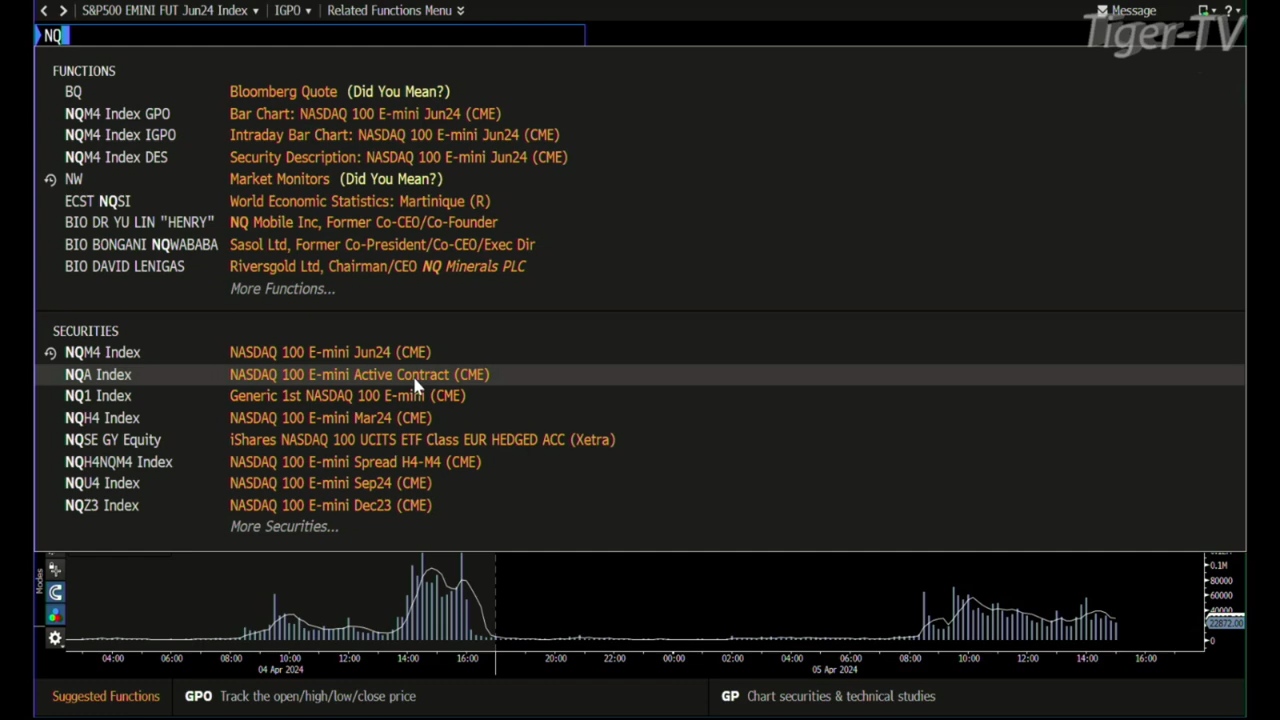 S&P500 EMINI FUT Jun24 Index IGPO Related Functions Menu Message ?
Tiger-TV
NQ
FUNCTIONS
BQ Bloomberg Quote (Did You Mean?)
NQM4 Index GPO Bar Chart: NASDAQ 100 E-mini Jun24 (CME)
NQM4 Index IGPO Intraday Bar Chart: NASDAQ 100 E-mini Jun24 (CME)
NQM4 Index DES Security Description: NASDAQ 100 E-mini Jun24 (CME)
NW Market Monitors (Did You Mean?)
ECST NQSI World Economic Statistics: Martinique (R)
BIO DR YU LIN "HENRY" NQ Mobile Inc, Former Co-CEO/Co-Founder
BIO BONGANI NQWABABA Sasol Ltd, Former Co-President/Co-CEO/Exec Dir
BIO DAVID LENIGAS Riversgold Ltd, Chairman/CEO NQ Minerals PLC
More Functions...
SECURITIES
NQM4 Index NASDAQ 100 E-mini Jun24 (CME)
NQA Index NASDAQ 100 E-mini Active Contract (CME)
NQ1 Index Generic 1st NASDAQ 100 E-mini (CME)
NQH4 Index NASDAQ 100 E-mini Mar24 (CME)
NQSE GY Equity iShares NASDAQ 100 UCITS ETF Class EUR HEDGED ACC (Xetra)
NQH4NQM4 Index NASDAQ 100 E-mini Spread H4-M4 (CME)
NQU4 Index NASDAQ 100 E-mini Sep24 (CME)
NQZ3 Index NASDAQ 100 E-mini Dec23 (CME)
More Securities...
Modes
0.1M
80000
60000
40000
22872.00
0
04:00 06:00 08:00 10:00 12:00 14:00 16:00 20:00 22:00 00:00 02:00 04:00 06:00 08:00 10:00 12:00 14:00 16:00
04 Apr 2024 05 Apr 2024
Suggested Functions GPO Track the open/high/low/close price GP Chart securities & technical studies